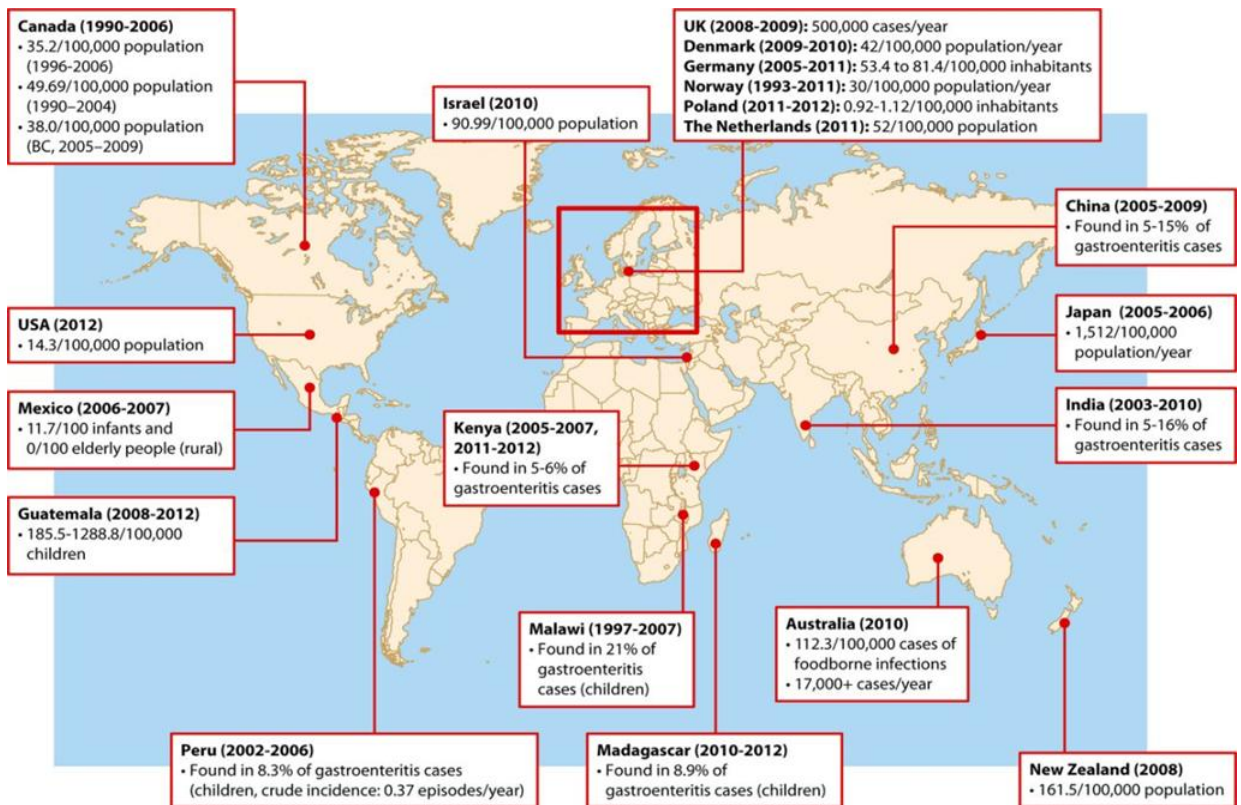 Canada (1990-2006)
• 35.2/100,000 population
(1996-2006)
• 49.69/100,000 population
(1990–2004)
• 38.0/100,000 population
(BC, 2005–2009)
UK (2008-2009): 500,000 cases/year
Denmark (2009-2010): 42/100,000 population/year
Germany (2005-2011): 53.4 to 81.4/100,000 inhabitants
Norway (1993-2011): 30/100,000 population/year
Poland (2011-2012): 0.92-1.12/100,000 inhabitants
The Netherlands (2011): 52/100,000 population
Israel (2010)
• 90.99/100,000 population
China (2005-2009)
• Found in 5-15% of
gastroenteritis cases
USA (2012)
• 14.3/100,000 population
Japan (2005-2006)
• 1,512/100,000
population/year
Mexico (2006-2007)
• 11.7/100 infants and
0/100 elderly people (rural)
Kenya (2005-2007,
2011-2012)
• Found in 5-6% of
gastroenteritis cases
India (2003-2010)
• Found in 5-16% of
gastroenteritis cases
Guatemala (2008-2012)
• 185.5-1288.8/100,000
children
Malawi (1997-2007)
• Found in 21% of
gastroenteritis
cases (children)
Australia (2010)
• 112.3/100,000 cases of
foodborne infections
• 17,000+ cases/year
Peru (2002-2006)
• Found in 8.3% of gastroenteritis cases
(children, crude incidence: 0.37 episodes/year)
Madagascar (2010-2012)
• Found in 8.9% of
gastroenteritis cases (children)
New Zealand (2008)
• 161.5/100,000 population